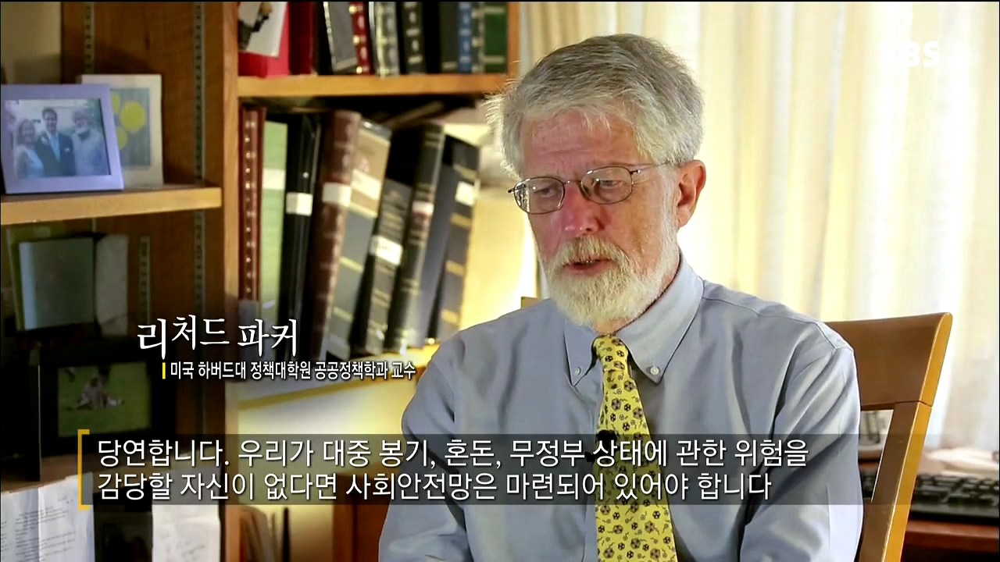 EBS
리처드 파커
미국 하버드대 정책대학원 공공정책학과 교수
당연합니다. 우리가 대중 봉기, 혼돈, 무정부 상태에 관한 위험을
감당할 자신이 없다면 사회안전망은 마련되어 있어야 합니다